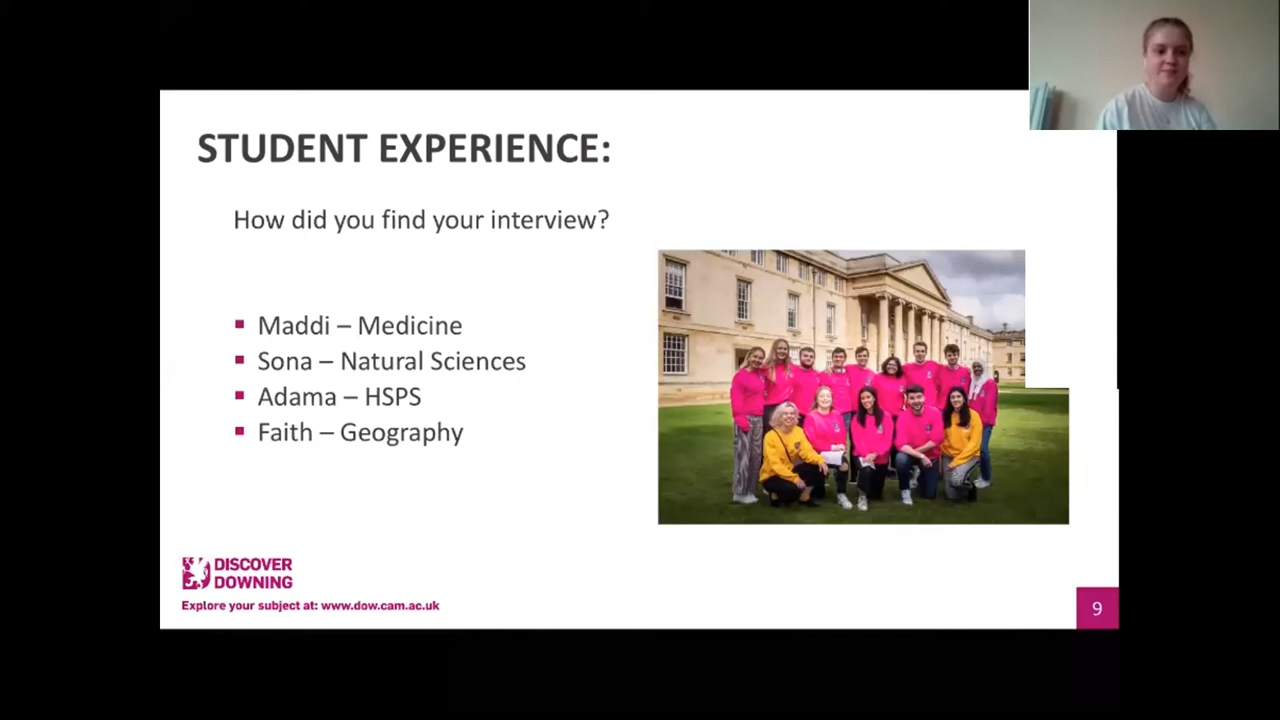 STUDENT EXPERIENCE:
How did you find your interview?
Maddi – Medicine
Sona – Natural Sciences
Adama – HSPS
Faith – Geography
DISCOVER
DOWNING
Explore your subject at: www.dow.cam.ac.uk
9